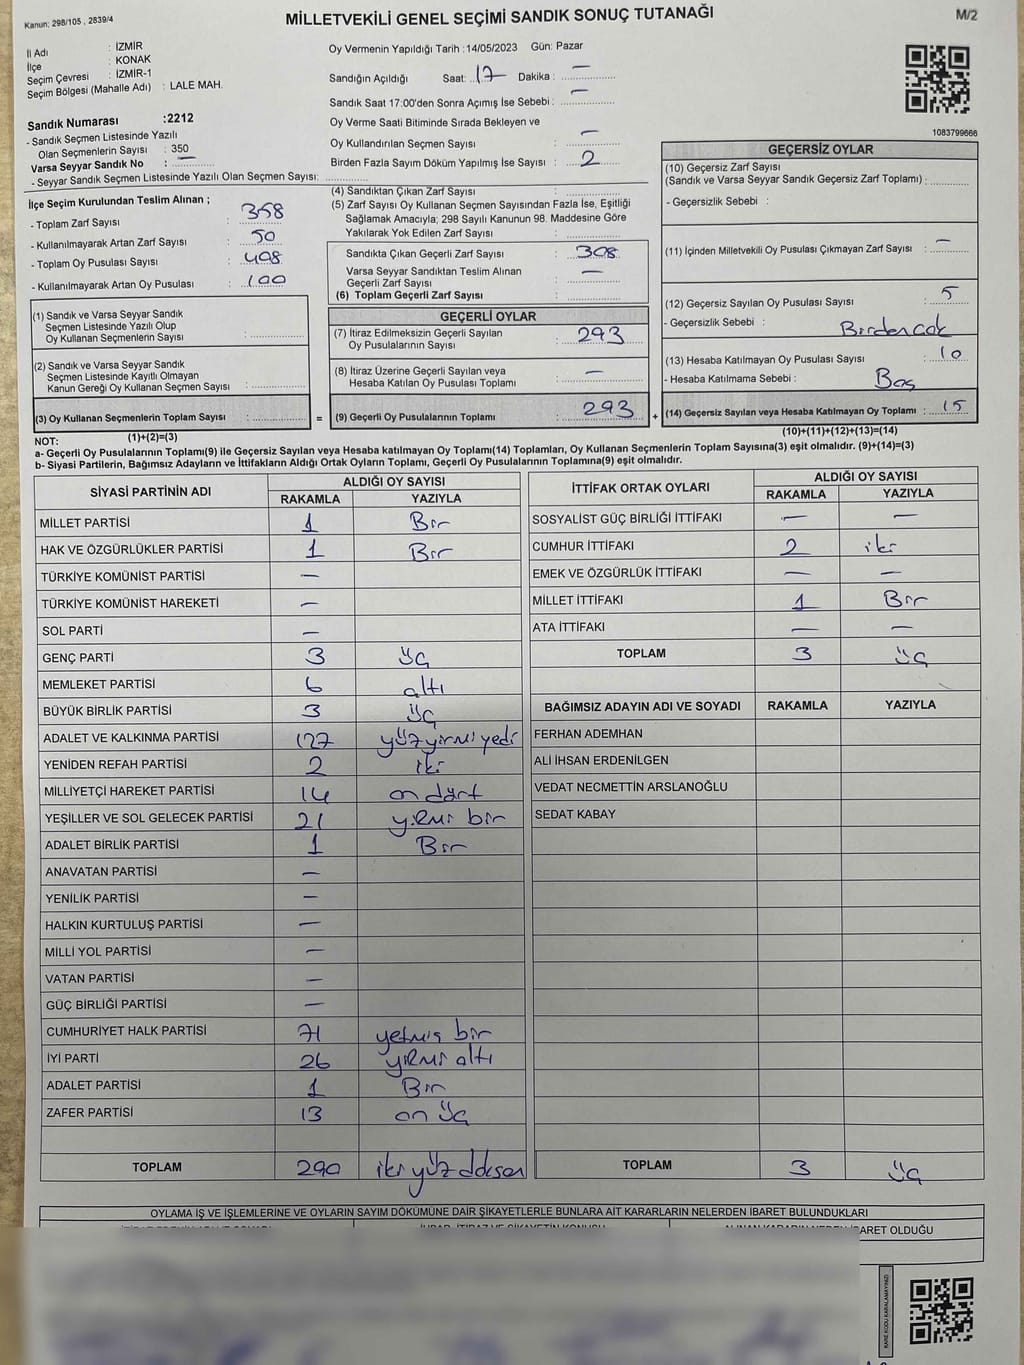 Kanun: 298/105 , 2839/4
MİLLETVEKİLİ GENEL SEÇİMİ SANDIK SONUÇ TUTANAĞI
M/2
İl Adı : İZMİR
İlçe : KONAK
Seçim Çevresi : İZMİR-1
Seçim Bölgesi (Mahalle Adı) : LALE MAH.
Sandık Numarası :2212
- Sandık Seçmen Listesinde Yazılı
Olan Seçmenlerin Sayısı : 350
Varsa Seyyar Sandık No : —
- Seyyar Sandık Seçmen Listesinde Yazılı Olan Seçmen Sayısı:
Oy Vermenin Yapıldığı Tarih :14/05/2023 Gün: Pazar
Sandığın Açıldığı Saat: 17 Dakika : —
Sandık Saat 17:00'den Sonra Açımış İse Sebebi : —
Oy Verme Saati Bitiminde Sırada Bekleyen ve
Oy Kullandırılan Seçmen Sayısı : —
Birden Fazla Sayım Döküm Yapılmış İse Sayısı : 2
1083799666
İlçe Seçim Kurulundan Teslim Alınan ;
- Toplam Zarf Sayısı : 358
- Kullanılmayarak Artan Zarf Sayısı : 50
- Toplam Oy Pusulası Sayısı : 408
- Kullanılmayarak Artan Oy Pusulası : 100
(1) Sandık ve Varsa Seyyar Sandık
Seçmen Listesinde Yazılı Olup
Oy Kullanan Seçmenlerin Sayısı :
(2) Sandık ve Varsa Seyyar Sandık
Seçmen Listesinde Kayıtlı Olmayan
Kanun Gereği Oy Kullanan Seçmen Sayısı :
(3) Oy Kullanan Seçmenlerin Toplam Sayısı : =
(1)+(2)=(3)
(4) Sandıktan Çıkan Zarf Sayısı :
(5) Zarf Sayısı Oy Kullanan Seçmen Sayısından Fazla İse, Eşitliği
Sağlamak Amacıyla; 298 Sayılı Kanunun 98. Maddesine Göre
Yakılarak Yok Edilen Zarf Sayısı :
Sandıkta Çıkan Geçerli Zarf Sayısı : 308
Varsa Seyyar Sandıktan Teslim Alınan
Geçerli Zarf Sayısı : —
(6) Toplam Geçerli Zarf Sayısı :
GEÇERLİ OYLAR
(7) İtiraz Edilmeksizin Geçerli Sayılan
Oy Pusulalarının Sayısı : 293
(8) İtiraz Üzerine Geçerli Sayılan veya
Hesaba Katılan Oy Pusulası Toplamı : —
(9) Geçerli Oy Pusulalarının Toplamı : 293 +
GEÇERSİZ OYLAR
(10) Geçersiz Zarf Sayısı
(Sandık ve Varsa Seyyar Sandık Geçersiz Zarf Toplamı) :
- Geçersizlik Sebebi :
(11) İçinden Milletvekili Oy Pusulası Çıkmayan Zarf Sayısı : —
(12) Geçersiz Sayılan Oy Pusulası Sayısı : 5
- Geçersizlik Sebebi : Birden çok
(13) Hesaba Katılmayan Oy Pusulası Sayısı : 10
- Hesaba Katılmama Sebebi : Boş
(14) Geçersiz Sayılan veya Hesaba Katılmayan Oy Toplamı : 15
(10)+(11)+(12)+(13)=(14)
NOT:
a- Geçerli Oy Pusulalarının Toplamı(9) ile Geçersiz Sayılan veya Hesaba katılmayan Oy Toplamı(14) Toplamları, Oy Kullanan Seçmenlerin Toplam Sayısına(3) eşit olmalıdır. (9)+(14)=(3)
b- Siyasi Partilerin, Bağımsız Adayların ve İttifakların Aldığı Ortak Oyların Toplamı, Geçerli Oy Pusulalarının Toplamına(9) eşit olmalıdır.
SİYASİ PARTİNİN ADI ALDIĞI OY SAYISI
RAKAMLA YAZIYLA
MİLLET PARTİSİ 1 Bir
HAK VE ÖZGÜRLÜKLER PARTİSİ 1 Bir
TÜRKİYE KOMÜNİST PARTİSİ —
TÜRKİYE KOMÜNİST HAREKETİ —
SOL PARTİ —
GENÇ PARTİ 3 üç
MEMLEKET PARTİSİ 6 altı
BÜYÜK BİRLİK PARTİSİ 3 üç
ADALET VE KALKINMA PARTİSİ 127 yüzyirmi yedi
YENİDEN REFAH PARTİSİ 2 iki
MİLLİYETÇİ HAREKET PARTİSİ 14 on dört
YEŞİLLER VE SOL GELECEK PARTİSİ 21 yirmi bir
ADALET BİRLİK PARTİSİ 1 Bir
ANAVATAN PARTİSİ —
YENİLİK PARTİSİ —
HALKIN KURTULUŞ PARTİSİ —
MİLLİ YOL PARTİSİ —
VATAN PARTİSİ —
GÜÇ BİRLİĞİ PARTİSİ —
CUMHURİYET HALK PARTİSİ 71 yetmiş bir
İYİ PARTİ 26 yirmi altı
ADALET PARTİSİ 1 Bir
ZAFER PARTİSİ 13 on üç
TOPLAM 290 iki yüz doksan
İTTİFAK ORTAK OYLARI ALDIĞI OY SAYISI
RAKAMLA YAZIYLA
SOSYALİST GÜÇ BİRLİĞİ İTTİFAKI — —
CUMHUR İTTİFAKI 2 iki
EMEK VE ÖZGÜRLÜK İTTİFAKI — —
MİLLET İTTİFAKI 1 Bir
ATA İTTİFAKI — —
TOPLAM 3 üç
BAĞIMSIZ ADAYIN ADI VE SOYADI RAKAMLA YAZIYLA
FERHAN ADEMHAN
ALİ İHSAN ERDENİLGEN
VEDAT NECMETTİN ARSLANOĞLU
SEDAT KABAY
TOPLAM 3 üç
OYLAMA İŞ VE İŞLEMLERİNE VE OYLARIN SAYIM DÖKÜMÜNE DAİR ŞİKAYETLERLE BUNLARA AİT KARARLARIN NELERDEN İBARET BULUNDUKLARI
OLDUĞU
KARE KODU KARALAMAYINIZ!